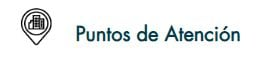 Puntos de Atención